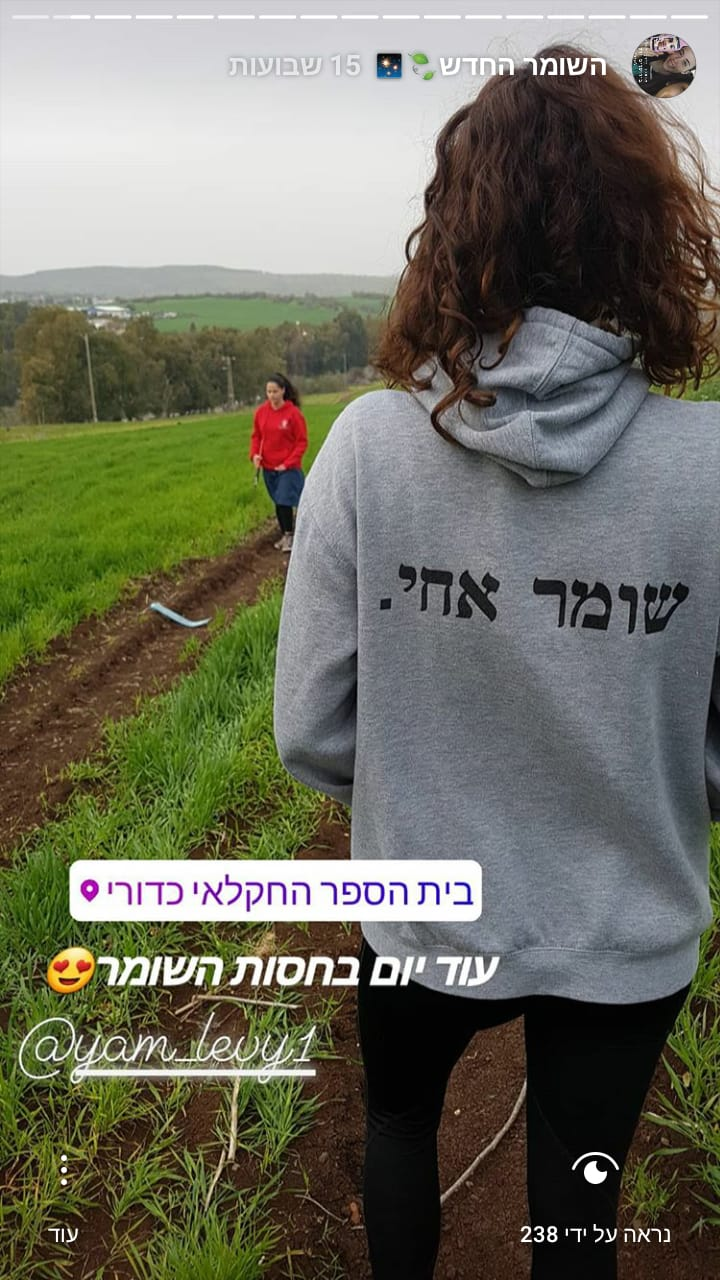 השומר החדש🍃🎆 15 שבועות
שומר אחי.
בית הספר החקלאי כדורי
עוד יום בחסות השומר😍
@yam_levy1
נראה על ידי 238
עוד